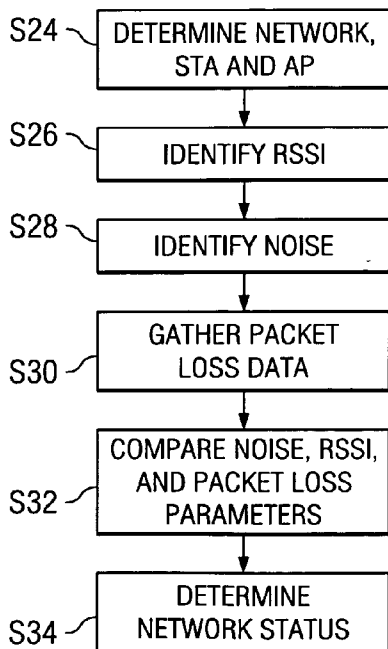 S24
DETERMINE NETWORK,
STA AND AP
S26
IDENTIFY RSSI
S28
IDENTIFY NOISE
S30
GATHER PACKET
LOSS DATA
S32
COMPARE NOISE, RSSI,
AND PACKET LOSS
PARAMETERS
S34
DETERMINE
NETWORK STATUS